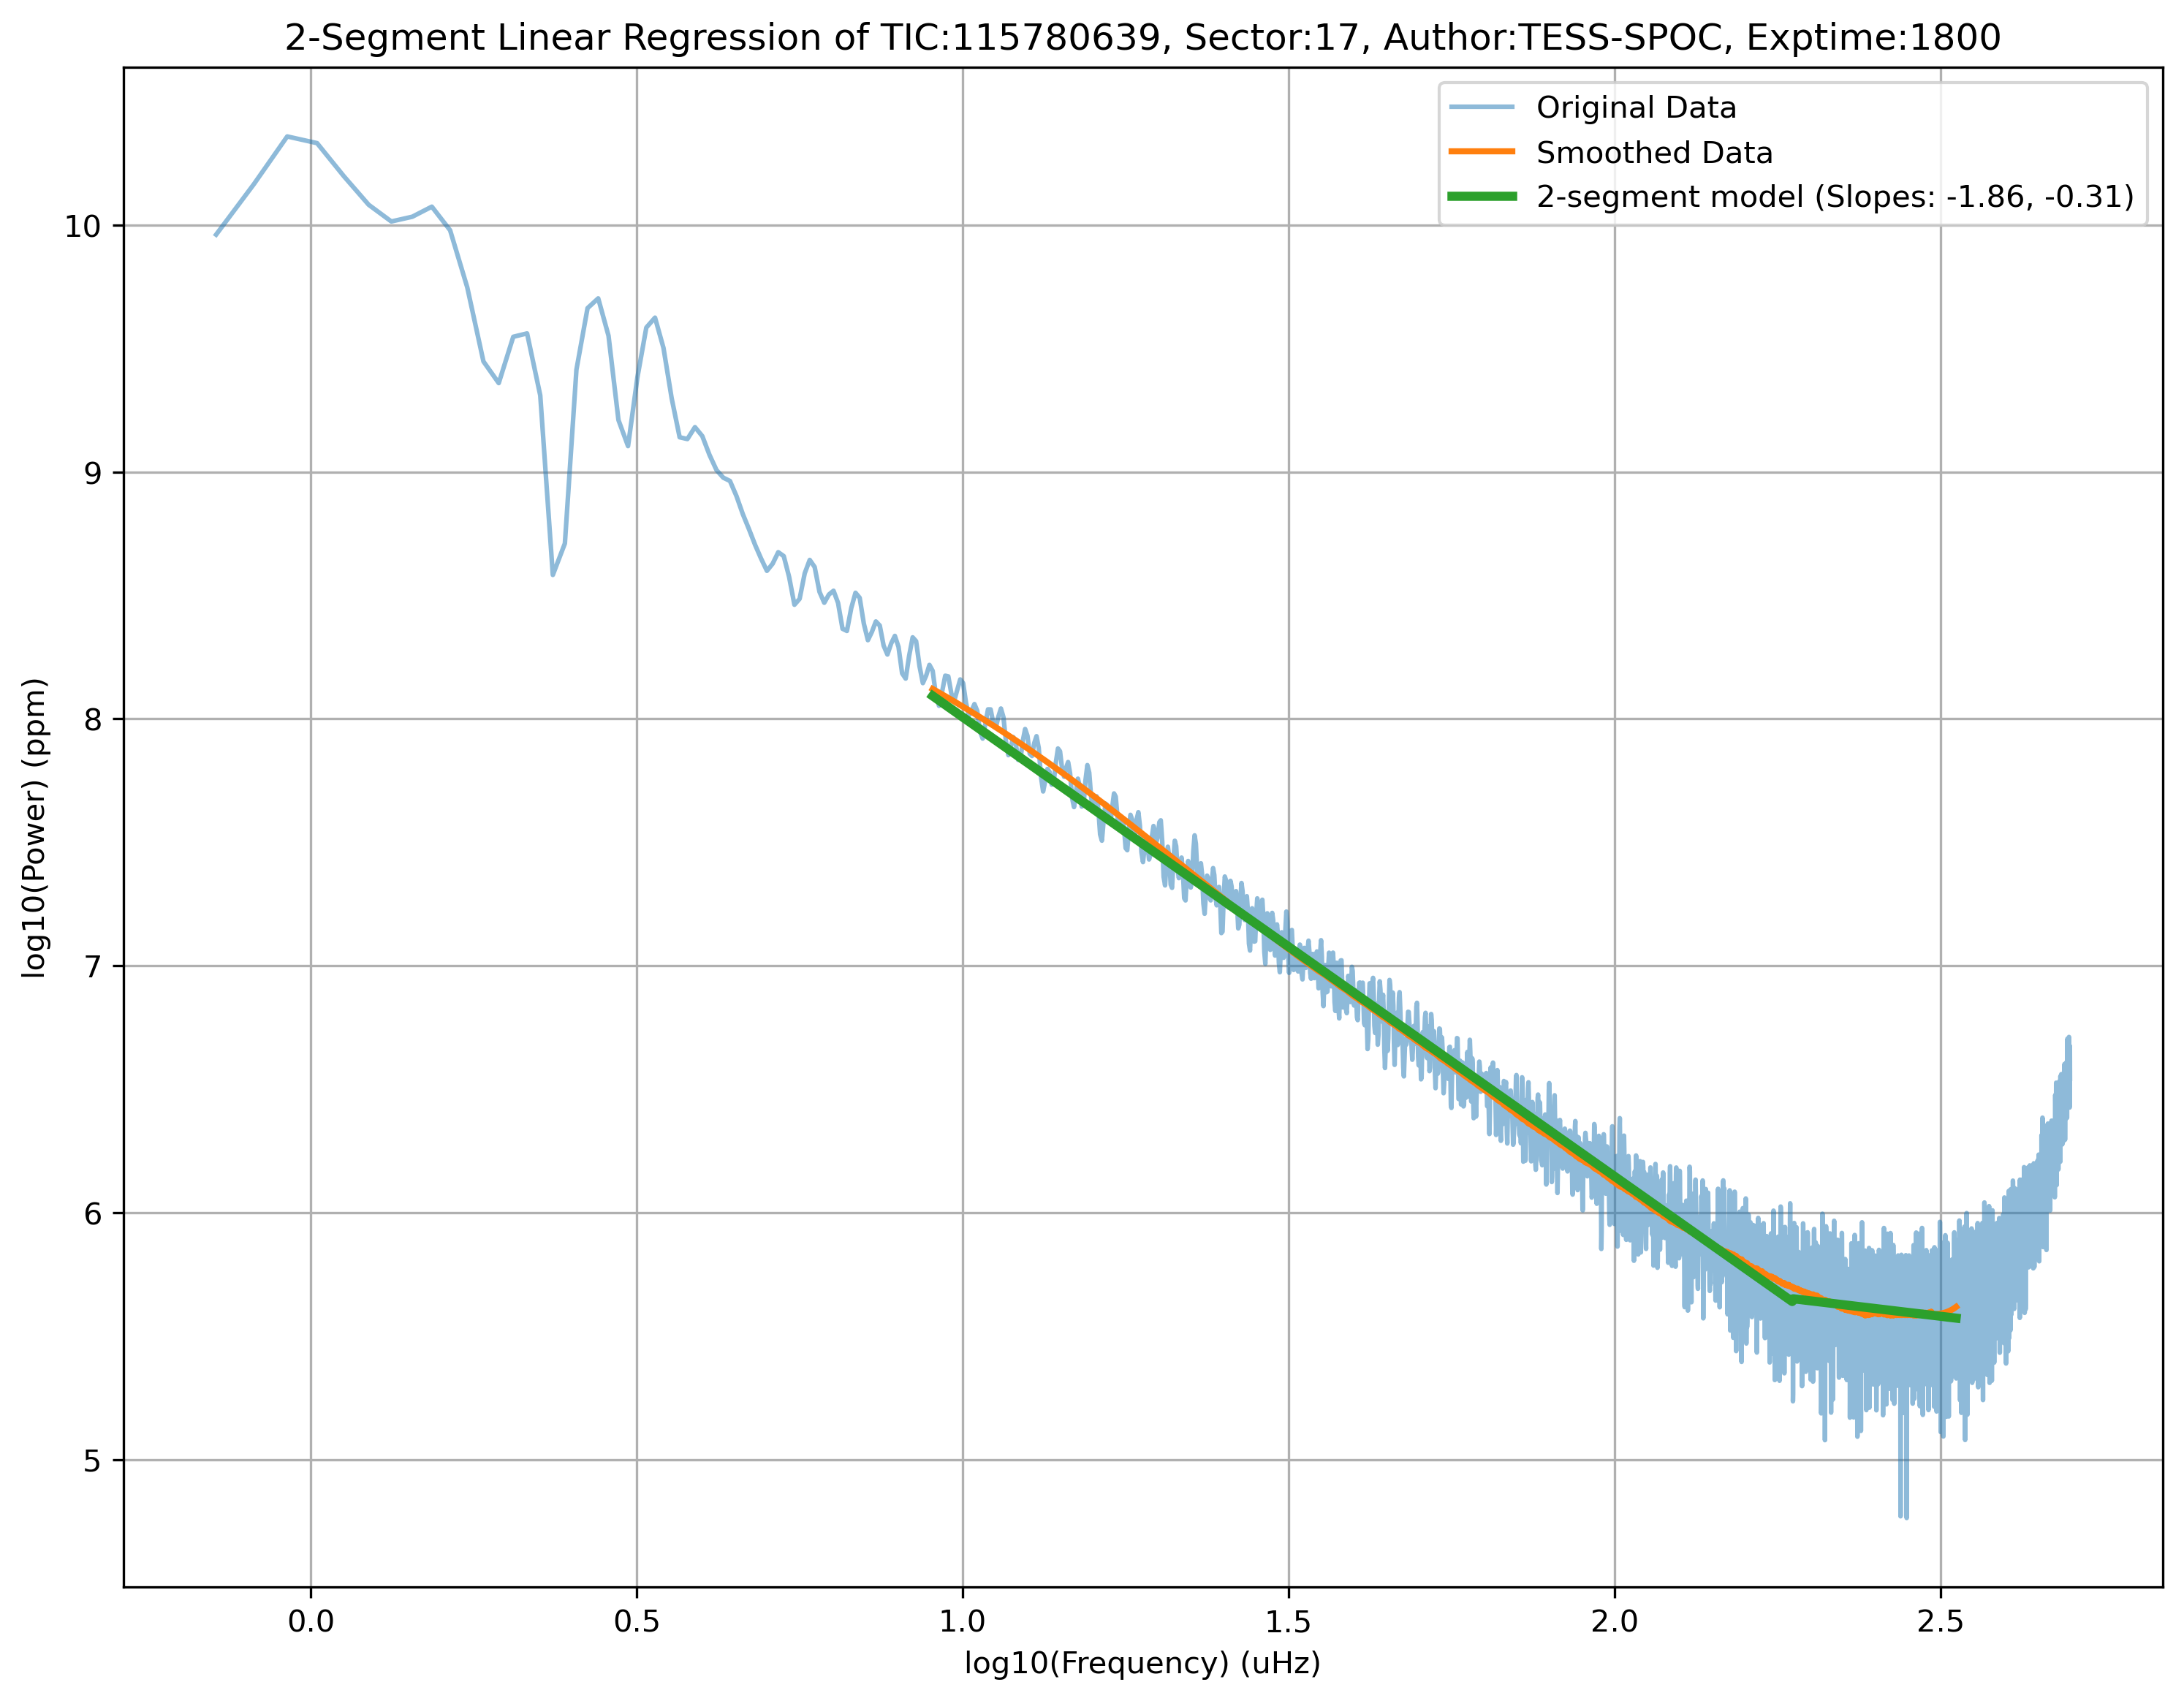 2-Segment Linear Regression of TIC:115780639, Sector:17, Author:TESS-SPOC, Exptime:1800
Original Data
Smoothed Data
2-segment model (Slopes: -1.86, -0.31)
log10(Power) (ppm)
10
9
8
7
6
5
0.0 0.5 1.0 1.5 2.0 2.5
log10(Frequency) (uHz)